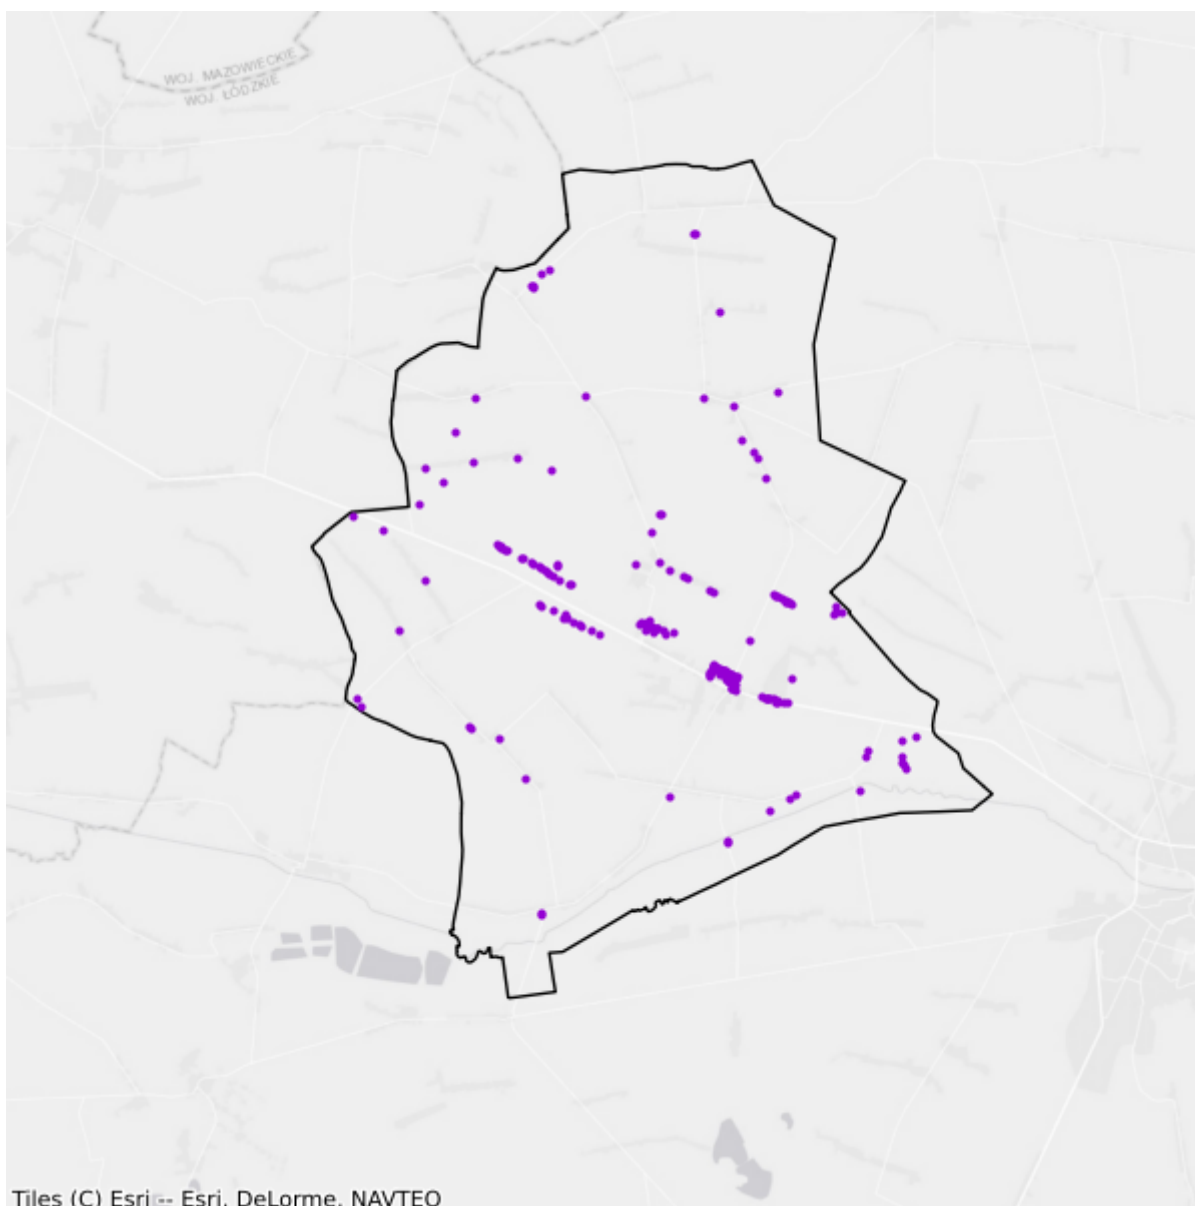 WOJ. MAZOWIECKIE
WOJ. ŁÓDZKIE
Tiles (C) Esri -- Esri, DeLorme, NAVTEQ